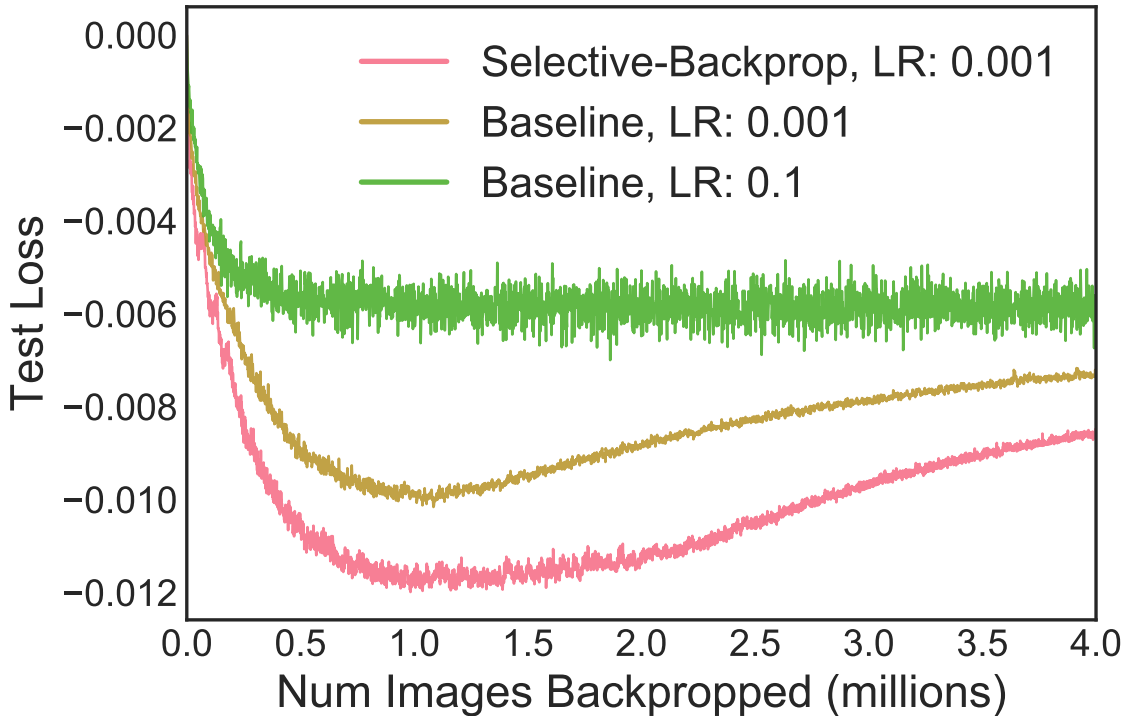 0.000
−0.002
−0.004
−0.006
−0.008
−0.010
−0.012
Test Loss
Selective-Backprop, LR: 0.001
Baseline, LR: 0.001
Baseline, LR: 0.1
0.0 0.5 1.0 1.5 2.0 2.5 3.0 3.5 4.0
Num Images Backpropped (millions)